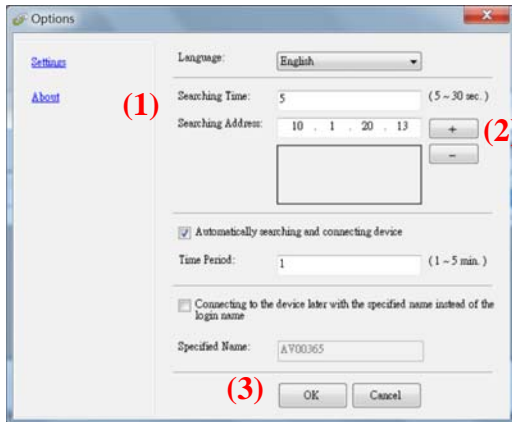 Options
Settings
About
Language: English
(1) Searching Time: 5 (5 ~ 30 sec.)
Searching Address: 10 . 1 . 20 . 13 + (2)
−
Automatically searching and connecting device
Time Period: 1 (1 ~ 5 min.)
Connecting to the device later with the specified name instead of the
login name
Specified Name: AV00365
(3) OK Cancel